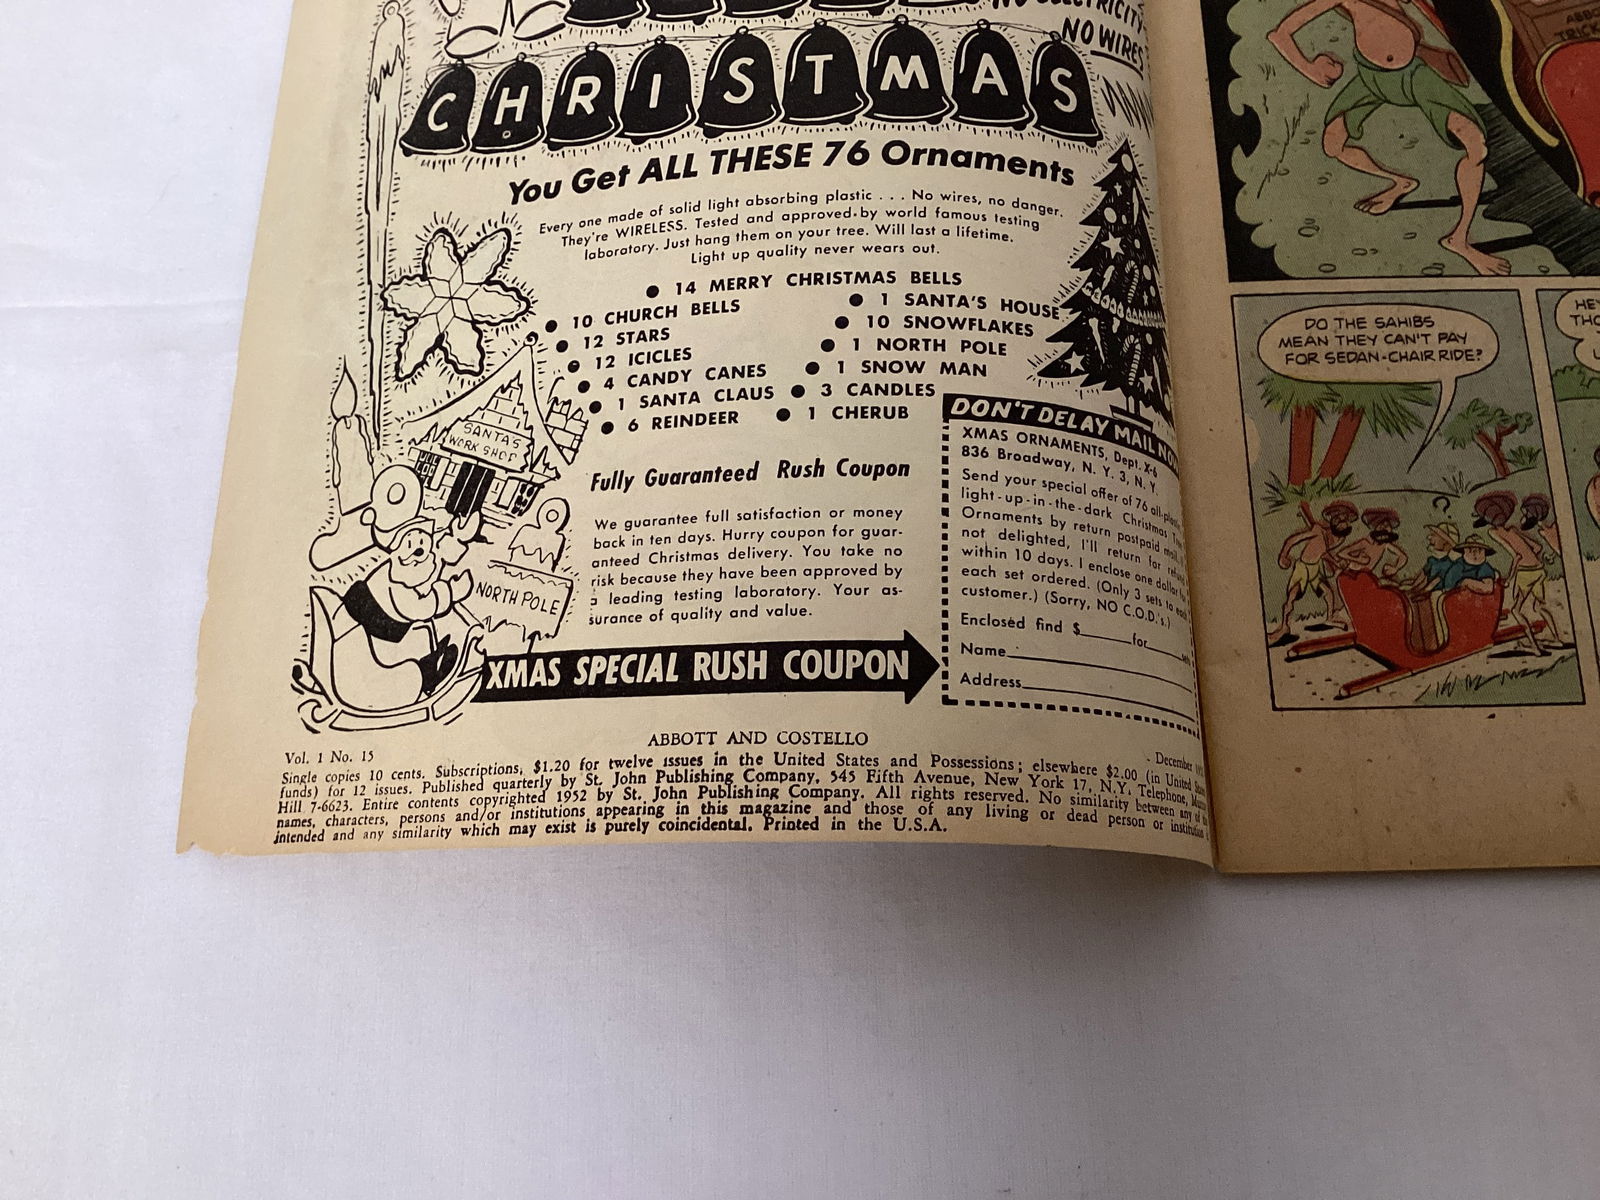 NO ELECTRICITY
NO WIRES
CHRISTMAS
You Get ALL THESE 76 Ornaments
Every one made of solid light absorbing plastic . . . No wires, no danger.
They're WIRELESS. Tested and approved by world famous testing
laboratory. Just hang them on your tree. Will last a lifetime.
Light up quality never wears out.
● 14 MERRY CHRISTMAS BELLS
● 10 CHURCH BELLS
● 12 STARS
● 12 ICICLES
● 4 CANDY CANES
● 1 SANTA CLAUS
● 6 REINDEER
● 1 SANTA'S HOUSE
● 10 SNOWFLAKES
● 1 NORTH POLE
● 1 SNOW MAN
● 3 CANDLES
● 1 CHERUB
SANTA'S
WORK SHOP
NORTH POLE
Fully Guaranteed Rush Coupon
We guarantee full satisfaction or money
back in ten days. Hurry coupon for guar-
anteed Christmas delivery. You take no
risk because they have been approved by
a leading testing laboratory. Your as-
surance of quality and value.
XMAS SPECIAL RUSH COUPON
DON'T DELAY MAIL NOW
XMAS ORNAMENTS, Dept. X-6
836 Broadway, N. Y. 3, N. Y.
Send your special offer of 76 all-plastic
light-up-in-the-dark Christmas Tree
Ornaments by return postpaid mail. If
not delighted, I'll return for refund
within 10 days. I enclose one dollar for
each set ordered. (Only 3 sets to each
customer.) (Sorry, NO C.O.D.'s.)
Enclosed find $______for______sets
Name
Address
ABBOTT AND COSTELLO
Vol. 1 No. 15
December
Single copies 10 cents. Subscriptions, $1.20 for twelve issues in the United States and Possessions; elsewhere $2.00 (in United States
funds) for 12 issues. Published quarterly by St. John Publishing Company, 545 Fifth Avenue, New York 17, N.Y. Telephone, Murray
Hill 7-6623. Entire contents copyrighted 1952 by St. John Publishing Company. All rights reserved. No similarity between any of the
names, characters, persons and/or institutions appearing in this magazine and those of any living or dead person or institution is
intended and any similarity which may exist is purely coincidental. Printed in the U.S.A.
DO THE SAHIBS
MEAN THEY CAN'T PAY
FOR SEDAN-CHAIR RIDE?